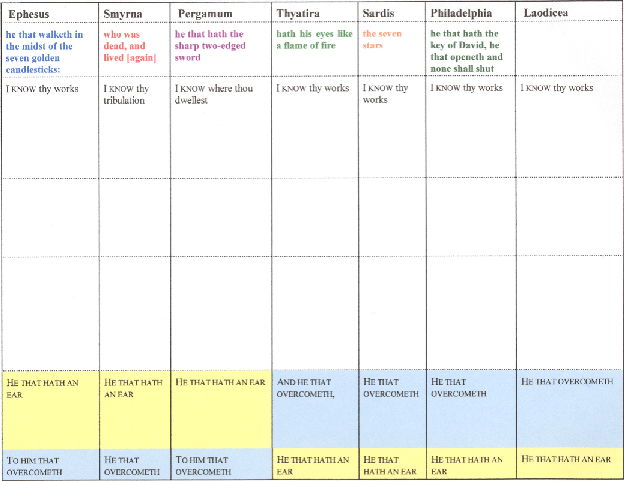 Ephesus
Smyrna
Pergamum
Thyatira
Sardis
Philadelphia
Laodicea
he that walketh in
the midst of the
seven golden
candlesticks:
who was
dead, and
lived [again]
he that hath the
sharp two-edged
sword
hath his eyes like
a flame of fire
the seven
stars
he that hath the
key of David, he
that openeth and
none shall shut
I KNOW thy works
I KNOW thy
tribulation
I KNOW where thou
dwellest
I KNOW thy works
I KNOW thy
works
I KNOW thy works
I KNOW thy works
HE THAT HATH AN
EAR
HE THAT HATH
AN EAR
HE THAT HATH AN EAR
AND HE THAT
OVERCOMETH,
HE THAT
OVERCOMETH
HE THAT
OVERCOMETH
HE THAT OVERCOMETH
TO HIM THAT
OVERCOMETH
HE THAT
OVERCOMETH
TO HIM THAT
OVERCOMETH
HE THAT HATH AN
EAR
HE THAT
HATH AN EAR
HE THAT HATH AN
EAR
HE THAT HATH AN EAR